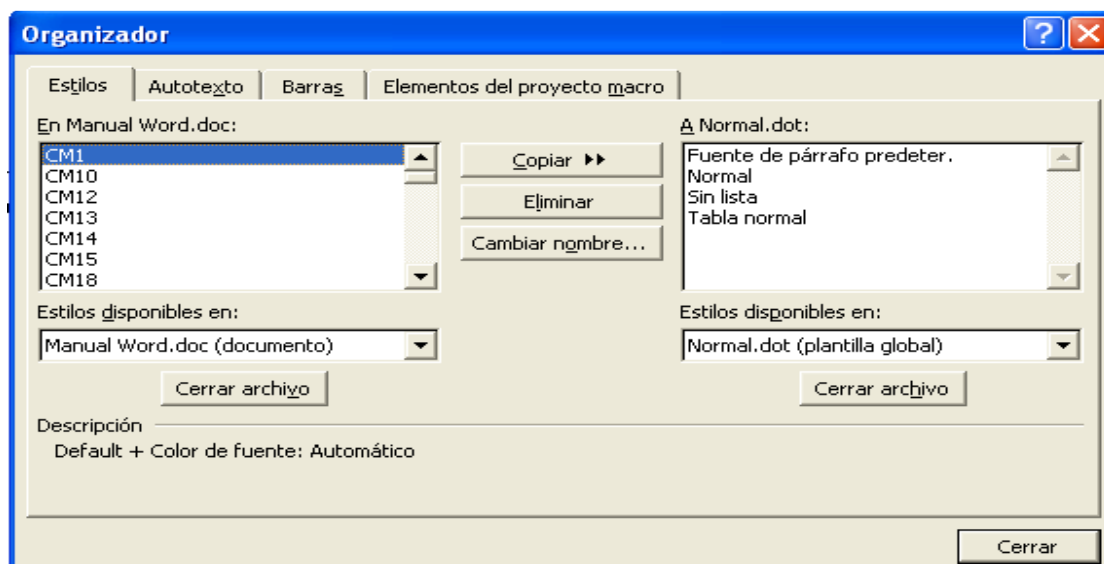 Organizador
Estilos Autotexto Barras Elementos del proyecto macro
En Manual Word.doc:
CM1
CM10
CM12
CM13
CM14
CM15
CM18
Copiar
Eliminar
Cambiar nombre...
A Normal.dot:
Fuente de párrafo predeter.
Normal
Sin lista
Tabla normal
Estilos disponibles en:
Manual Word.doc (documento)
Cerrar archivo
Estilos disponibles en:
Normal.dot (plantilla global)
Cerrar archivo
Descripción
Default + Color de fuente: Automático
Cerrar